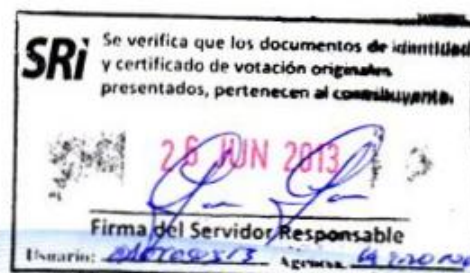 SRi
Se verifica que los documentos de identidad
y certificado de votación originales
presentados, pertenecen al contribuyente.
26 JUN 2013
Firma del Servidor Responsable
Usuario: Agencia: